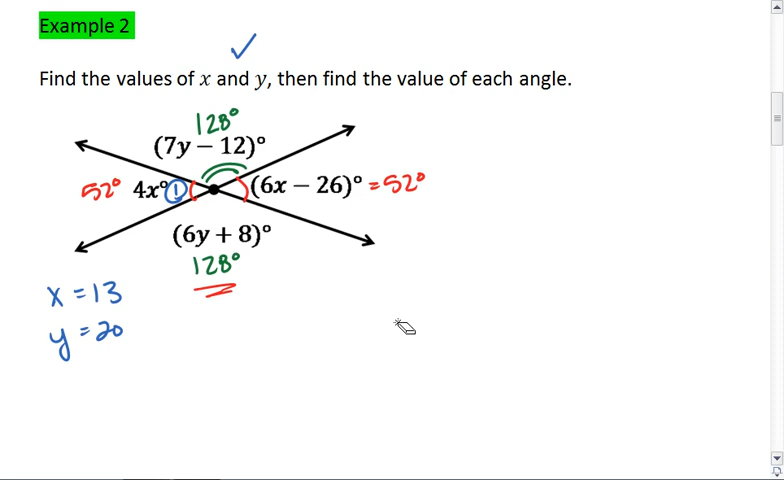 Example 2
Find the values of x and y, then find the value of each angle.
128°
(7y − 12)°
52° 4x° 1 (6x − 26)° = 52°
(6y + 8)°
128°
x = 13
y = 20